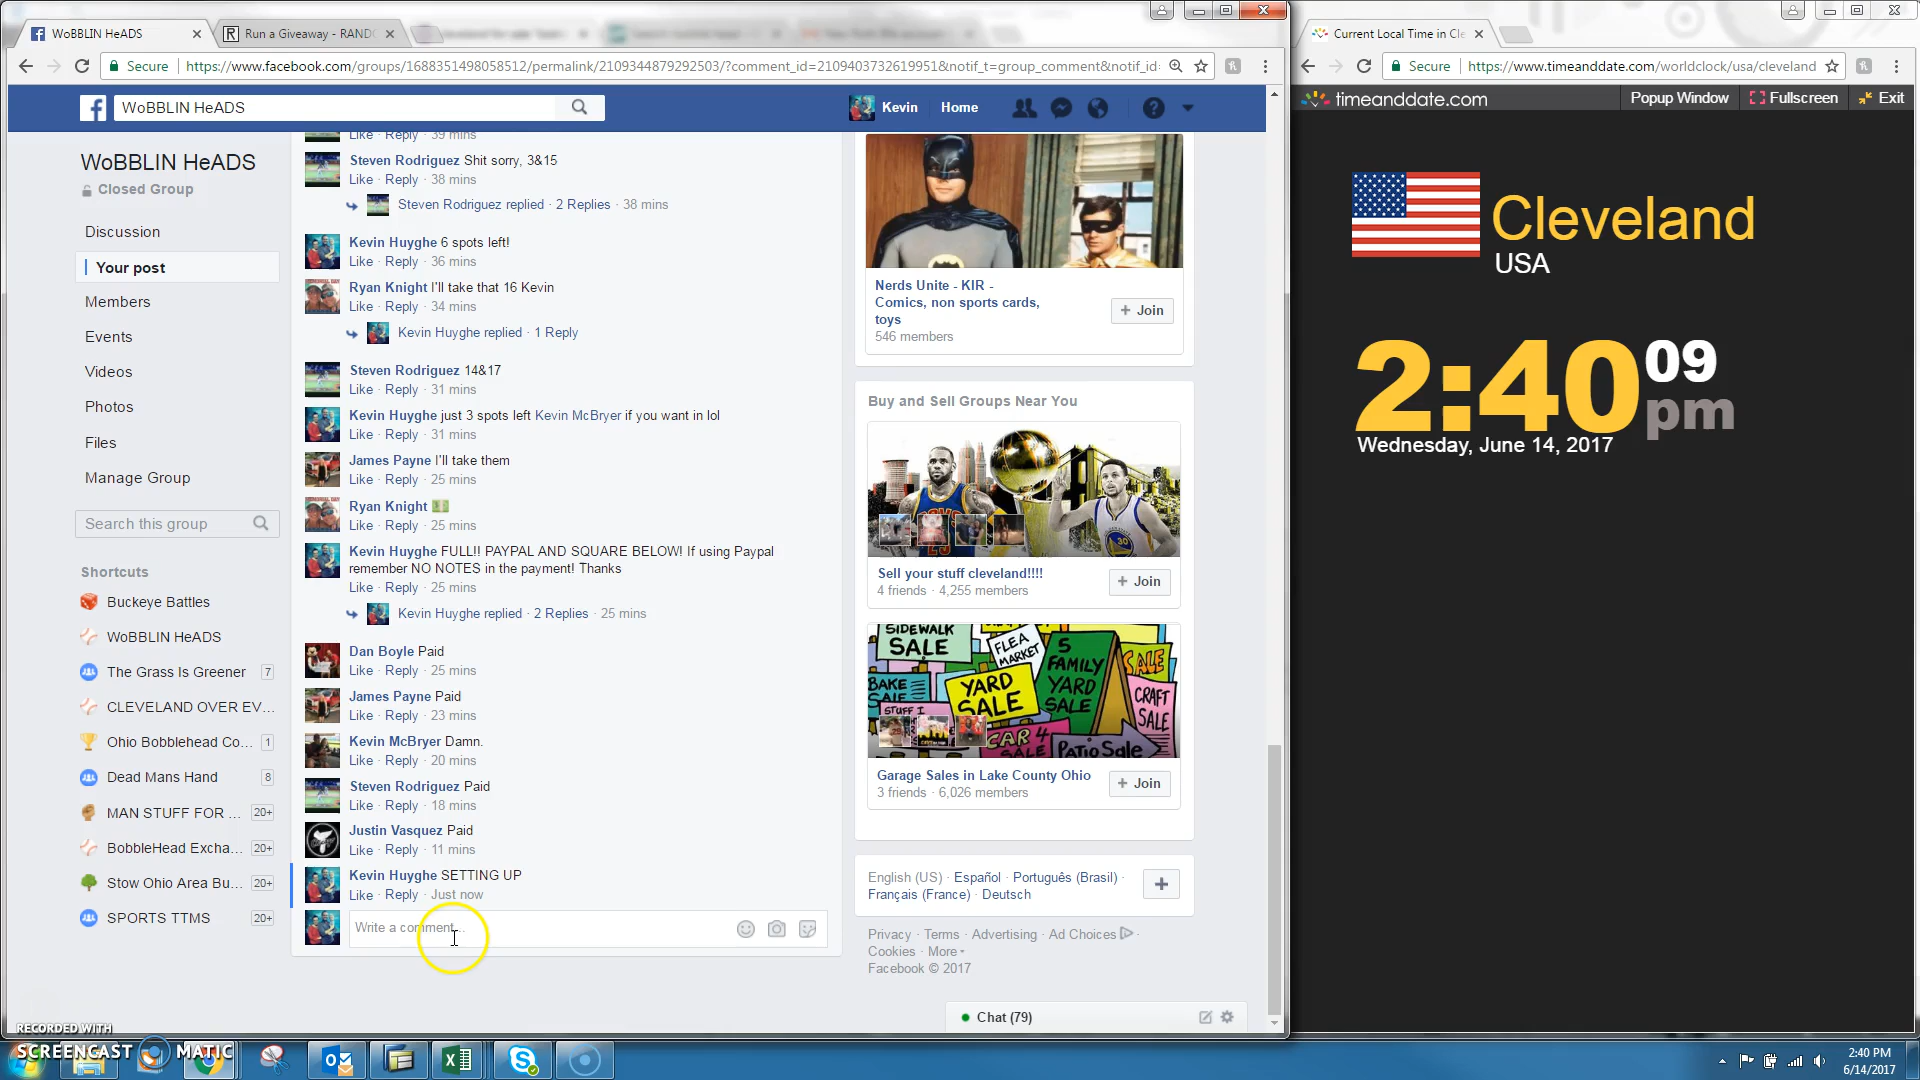 WoBBLIN HeADS
Run a Giveaway - RANDO
Current Local Time in Cle
Secure https://www.facebook.com/groups/1688351498058512/permalink/2109344879292503/?comment_id=2109403732619951&notif_t=group_comment&notif_id=
Secure https://www.timeanddate.com/worldclock/usa/cleveland
WoBBLIN HeADS
Kevin Home
timeanddate.com Popup Window Fullscreen Exit
WoBBLIN HeADS
Closed Group
Discussion
Your post
Members
Events
Videos
Photos
Files
Manage Group
Search this group
Shortcuts
Buckeye Battles
WoBBLIN HeADS
The Grass Is Greener 7
CLEVELAND OVER EV...
Ohio Bobblehead Co... 1
Dead Mans Hand 8
MAN STUFF FOR ... 20+
BobbleHead Excha... 20+
Stow Ohio Area Bu... 20+
SPORTS TTMS 20+
Like · Reply · 39 mins
Steven Rodriguez Shit sorry, 3&15
Like · Reply · 38 mins
Steven Rodriguez replied · 2 Replies · 38 mins
Kevin Huyghe 6 spots left!
Like · Reply · 36 mins
Ryan Knight I'll take that 16 Kevin
Like · Reply · 34 mins
Kevin Huyghe replied · 1 Reply
Steven Rodriguez 14&17
Like · Reply · 31 mins
Kevin Huyghe just 3 spots left Kevin McBryer if you want in lol
Like · Reply · 31 mins
James Payne I'll take them
Like · Reply · 25 mins
Ryan Knight
Like · Reply · 25 mins
Kevin Huyghe FULL!! PAYPAL AND SQUARE BELOW! If using Paypal
remember NO NOTES in the payment! Thanks
Like · Reply · 25 mins
Kevin Huyghe replied · 2 Replies · 25 mins
Dan Boyle Paid
Like · Reply · 25 mins
James Payne Paid
Like · Reply · 23 mins
Kevin McBryer Damn.
Like · Reply · 20 mins
Steven Rodriguez Paid
Like · Reply · 18 mins
Justin Vasquez Paid
Like · Reply · 11 mins
Kevin Huyghe SETTING UP
Like · Reply · Just now
Write a comment...
Nerds Unite - KIR -
Comics, non sports cards,
toys
546 members
+ Join
Buy and Sell Groups Near You
Sell your stuff cleveland!!!!
4 friends · 4,255 members
+ Join
SIDEWALK
SALE
FLEA
MARKET
5
FAMILY
YARD
SALE
BAKE
SALE
YARD
SALE
STUFF
CRAFT
SALE
CAR
SALE
Patio Sale
Garage Sales in Lake County Ohio
3 friends · 6,026 members
+ Join
English (US) · Español · Português (Brasil) ·
Français (France) · Deutsch
Privacy · Terms · Advertising · Ad Choices ·
Cookies · More
Facebook © 2017
Chat (79)
Cleveland
USA
2:40 09
pm
Wednesday, June 14, 2017
RECORDED WITH
SCREENCAST MATIC
2:40 PM
6/14/2017